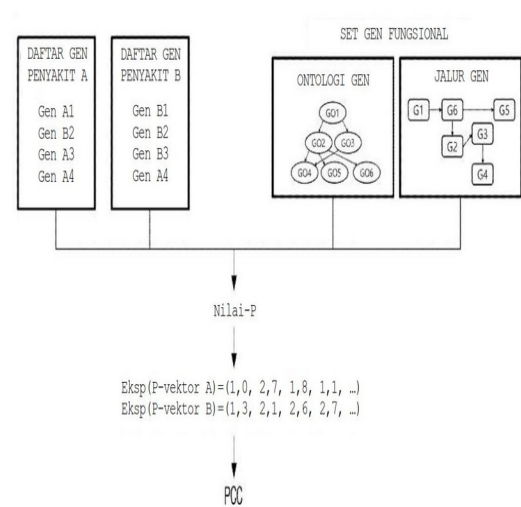 SET GEN FUNGSIONAL
DAFTAR GEN
PENYAKIT A
Gen A1
Gen B2
Gen A3
Gen A4
DAFTAR GEN
PENYAKIT B
Gen B1
Gen B2
Gen B3
Gen A4
ONTOLOGI GEN
GO1
GO2
GO3
GO4
GO5
GO6
JALUR GEN
G1
G6
G5
G2
G3
G4
Nilai-P
Eksp(P-vektor A)=(1,0, 2,7, 1,8, 1,1, …)
Eksp(P-vektor B)=(1,3, 2,1, 2,6, 2,7, …)
PCC